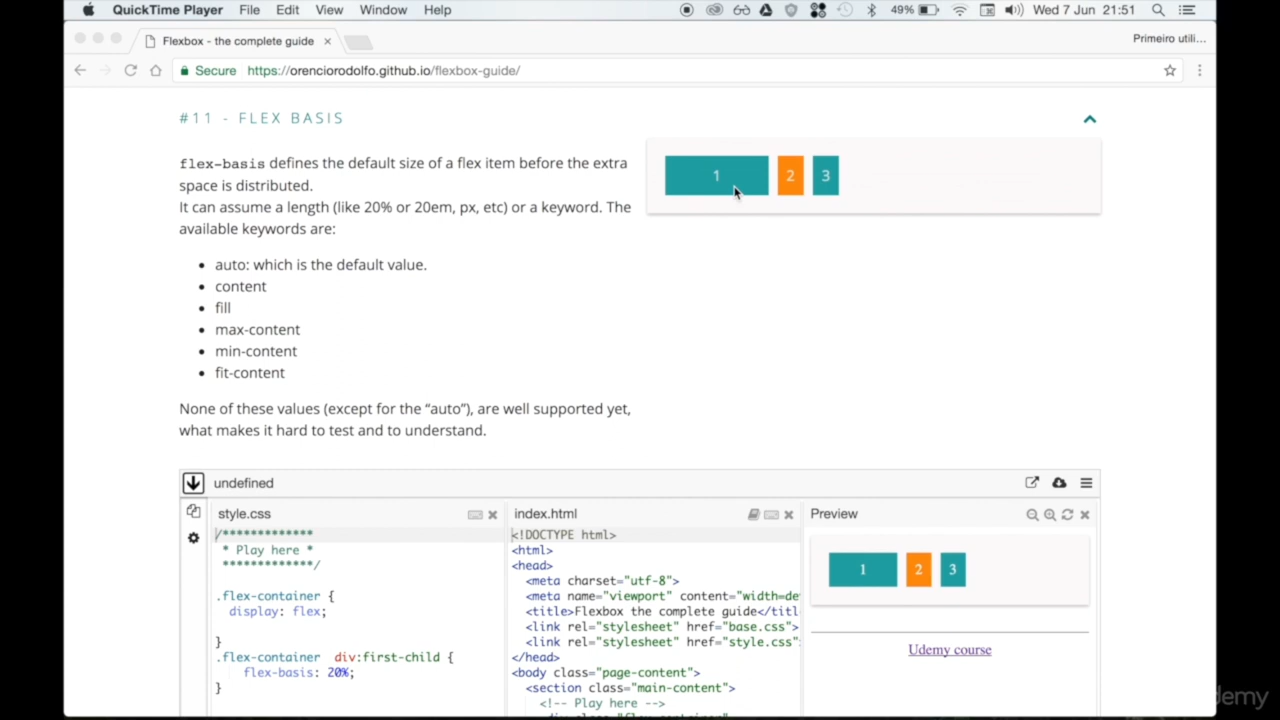 QuickTime Player File Edit View Window Help 49% Wed 7 Jun 21:51
Flexbox - the complete guide Primeiro utili...
Secure https://orenciorodolfo.github.io/flexbox-guide/
#11 - FLEX BASIS
flex-basis defines the default size of a flex item before the extra
space is distributed.
It can assume a length (like 20% or 20em, px, etc) or a keyword. The
available keywords are:
• auto: which is the default value.
• content
• fill
• max-content
• min-content
• fit-content
None of these values (except for the “auto”), are well supported yet,
what makes it hard to test and to understand.
1 2 3
undefined
style.css
/*************
* Play here *
*************/
.flex-container {
display: flex;
}
.flex-container div:first-child {
flex-basis: 20%;
}
index.html
<!DOCTYPE html>
<html>
<head>
<meta charset="utf-8">
<meta name="viewport" content="width=de
<title>Flexbox the complete guide</titl
<link rel="stylesheet" href="base.css">
<link rel="stylesheet" href="style.css"
</head>
<body class="page-content">
<section class="main-content">
<!-- Play here -->
Preview
1 2 3
Udemy course
demy